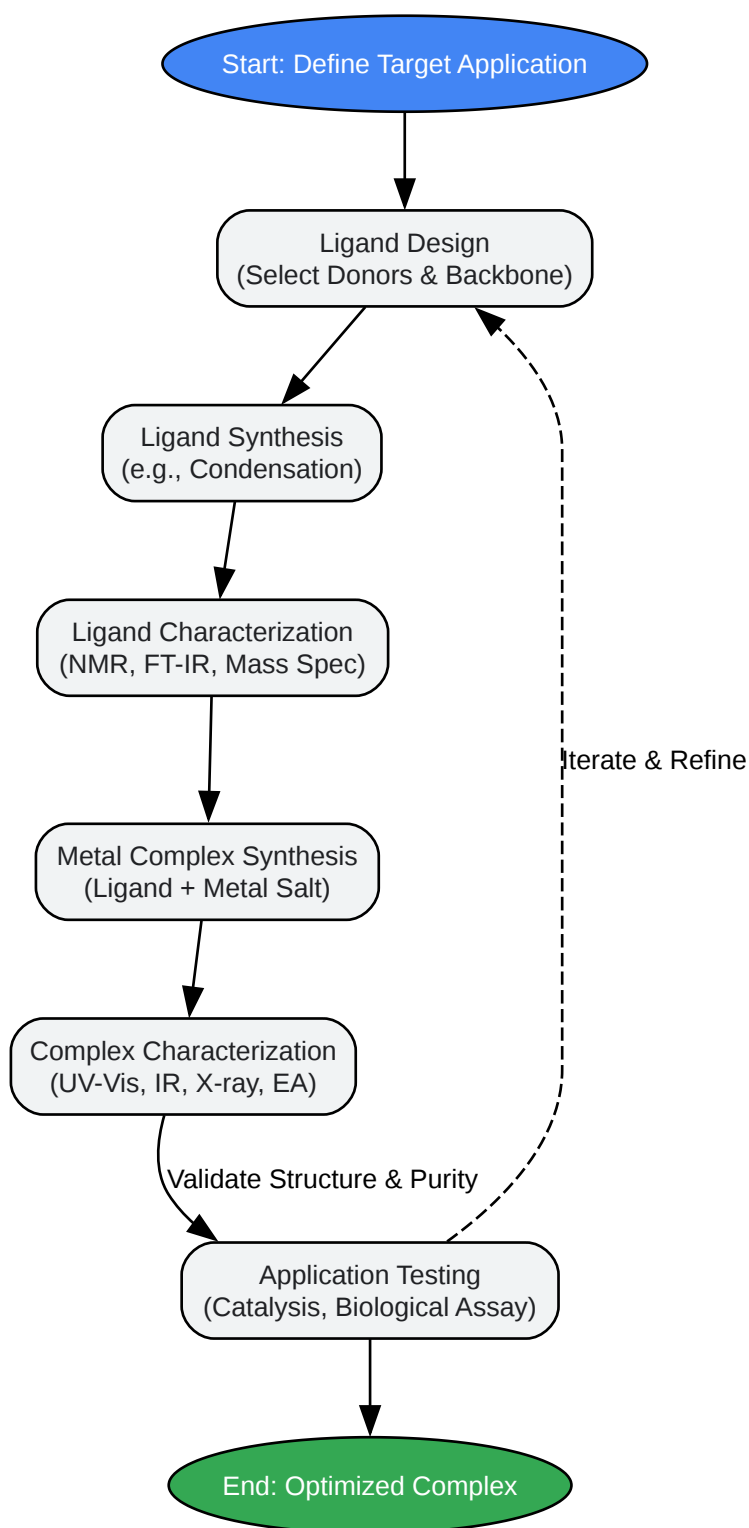 Start: Define Target Application
Ligand Design
(Select Donors & Backbone)
Ligand Synthesis
(e.g., Condensation)
Ligand Characterization
(NMR, FT-IR, Mass Spec)
Iterate & Refine
Metal Complex Synthesis
(Ligand + Metal Salt)
Complex Characterization
(UV-Vis, IR, X-ray, EA)
Validate Structure & Purity
Application Testing
(Catalysis, Biological Assay)
End: Optimized Complex